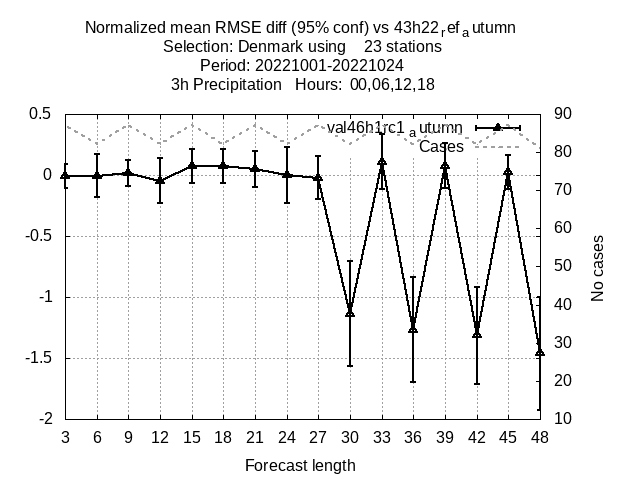 Normalized mean RMSE diff (95% conf) vs 43h22refautumn
Selection: Denmark using 23 stations
Period: 20221001-20221024
3h Precipitation Hours: 00,06,12,18
val46h1rc1autumn
Cases
0.5
0
-0.5
-1
-1.5
-2
90
80
70
60
50
40
30
20
10
No cases
3 6 9 12 15 18 21 24 27 30 33 36 39 42 45 48
Forecast length